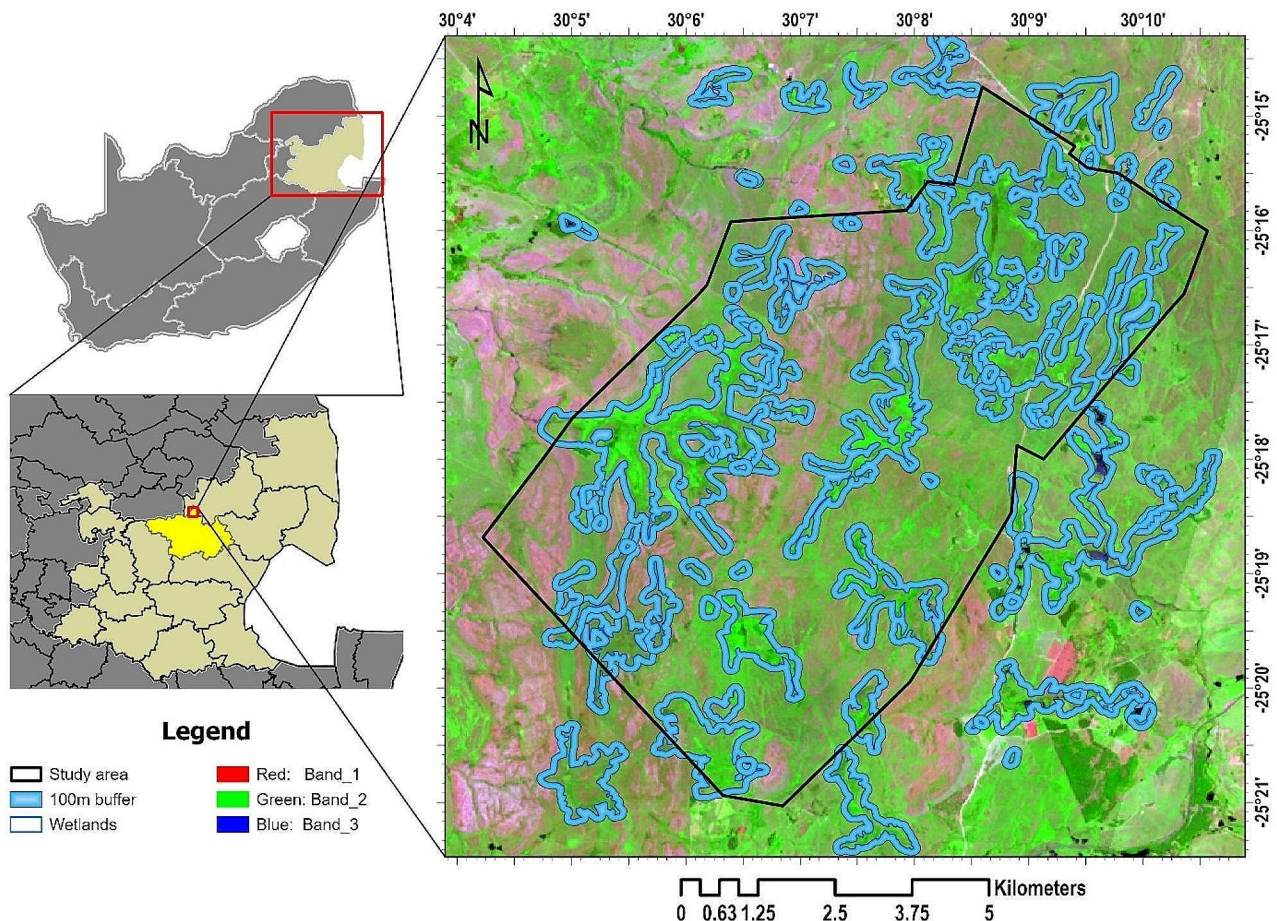 30°4' 30°5' 30°6' 30°7' 30°8' 30°9' 30°10'
N
-25°15'
-25°16'
-25°17'
-25°18'
-25°19'
-25°20'
-25°21'
Legend
Study area
100m buffer
Wetlands
Red: Band_1
Green: Band_2
Blue: Band_3
Kilometers
0 0.63 1.25 2.5 3.75 5